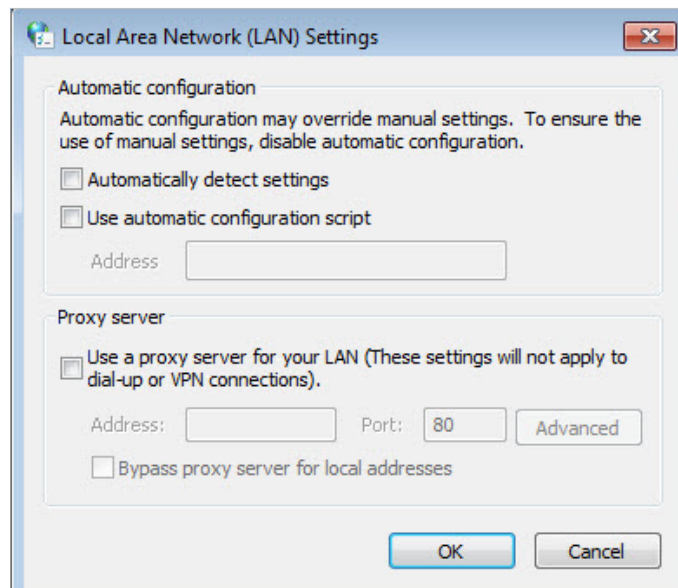 Local Area Network (LAN) Settings
Automatic configuration
Automatic configuration may override manual settings.  To ensure the
use of manual settings, disable automatic configuration.
Automatically detect settings
Use automatic configuration script
Address
Proxy server
Use a proxy server for your LAN (These settings will not apply to
dial-up or VPN connections).
Address: Port: 80 Advanced
Bypass proxy server for local addresses
OK Cancel